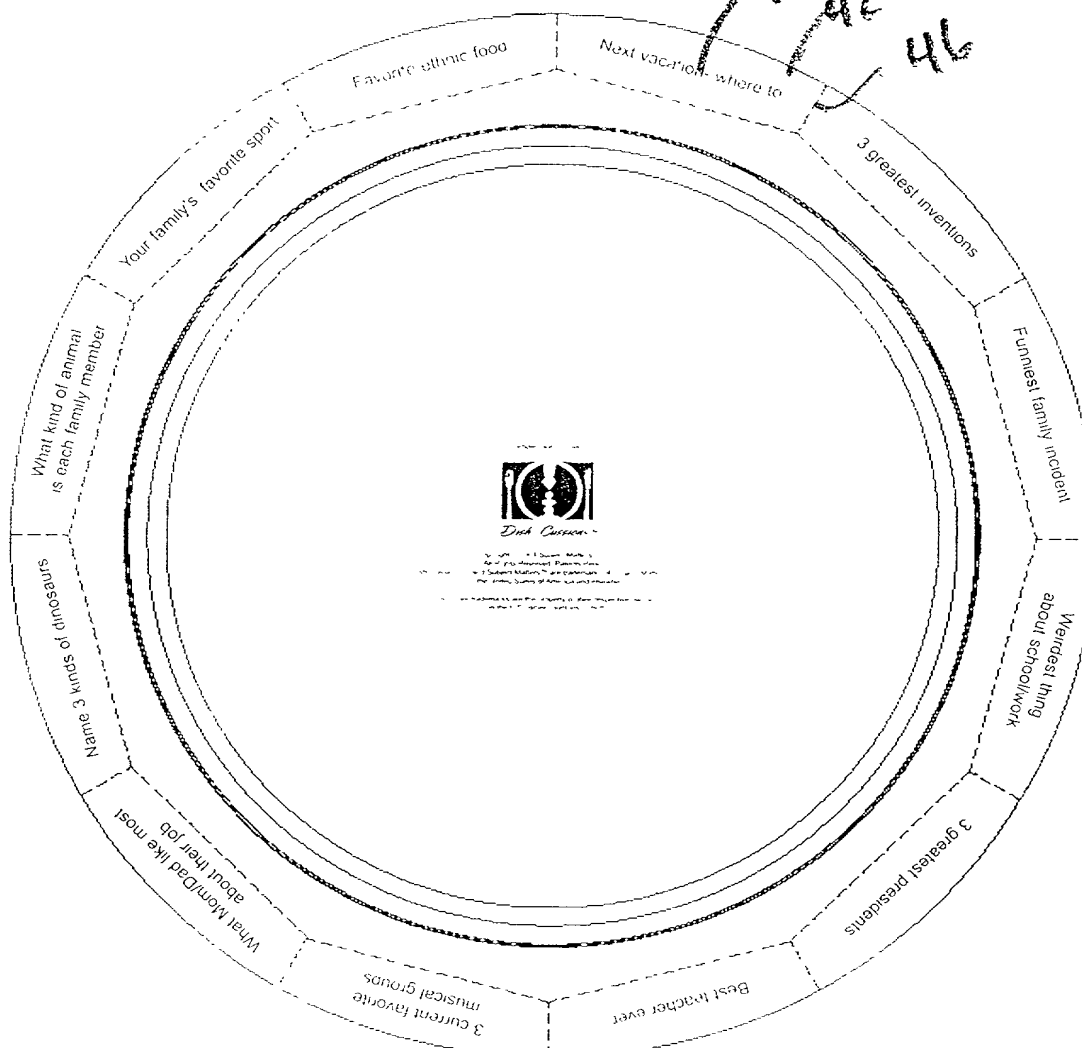 4c
46
Favorite ethnic food
Next vacation- where to
3 greatest inventions
Funniest family incident
Weirdest thing
about school/work
3 greatest presidents
Best teacher ever
3 current favorite
musical groups
What Mom/Dad like most
about their job
Name 3 kinds of dinosaurs
What kind of animal
is each family member
Your family's favorite sport